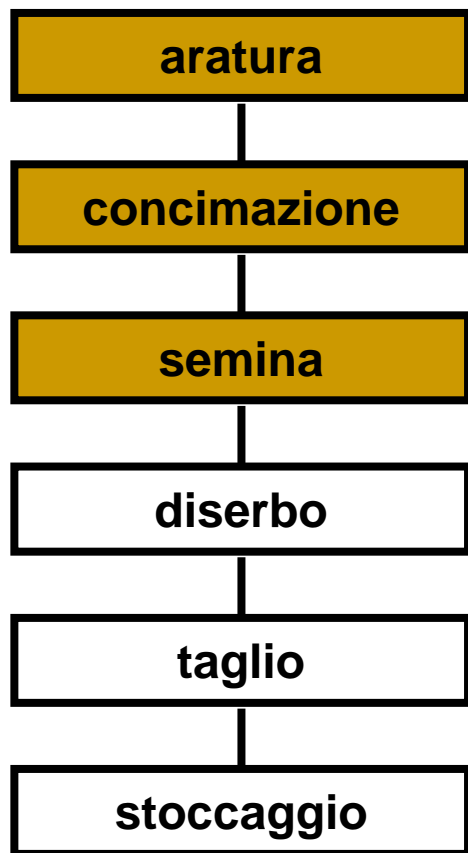 aratura
concimazione
semina
diserbo
taglio
stoccaggio